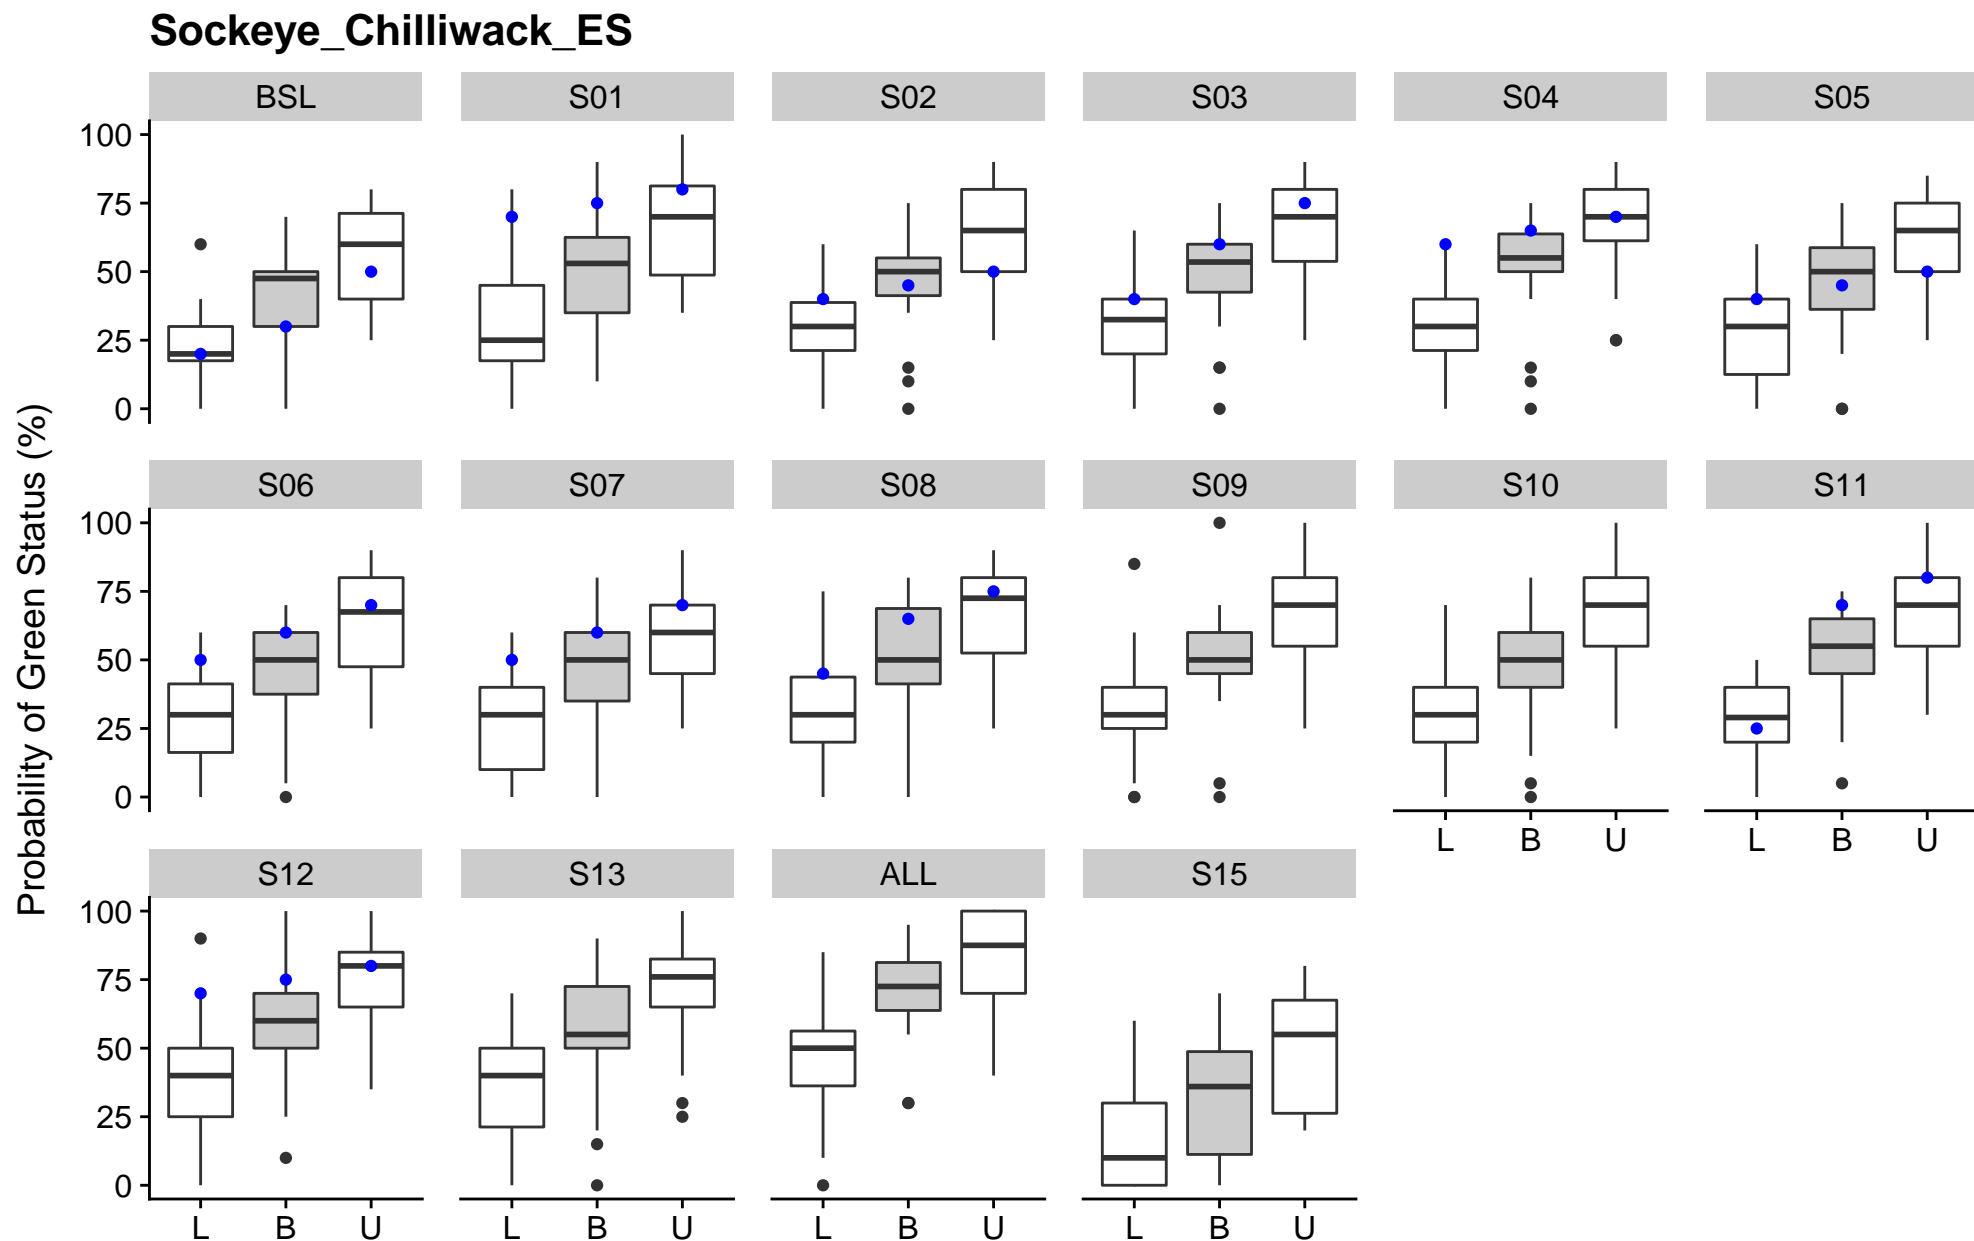 Sockeye_Chilliwack_ES
BSL S01 S02 S03 S04 S05
100
75
50
25
0
Probability of Green Status (%)
S06 S07 S08 S09 S10 S11
100
75
50
25
0
L B U L B U
S12 S13 ALL S15
100
75
50
25
0
L B U L B U L B U L B U